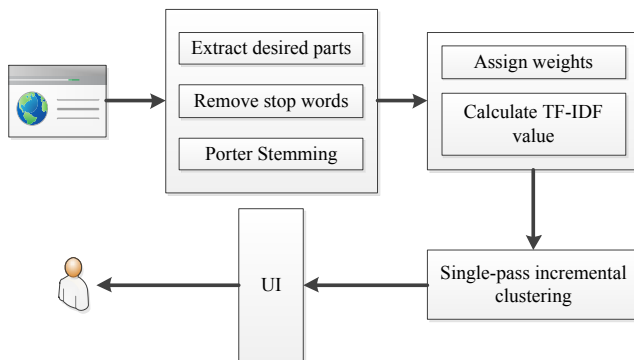 Extract desired parts
Remove stop words
Porter Stemming
Assign weights
Calculate TF-IDF
value
Single-pass incremental
clustering
UI